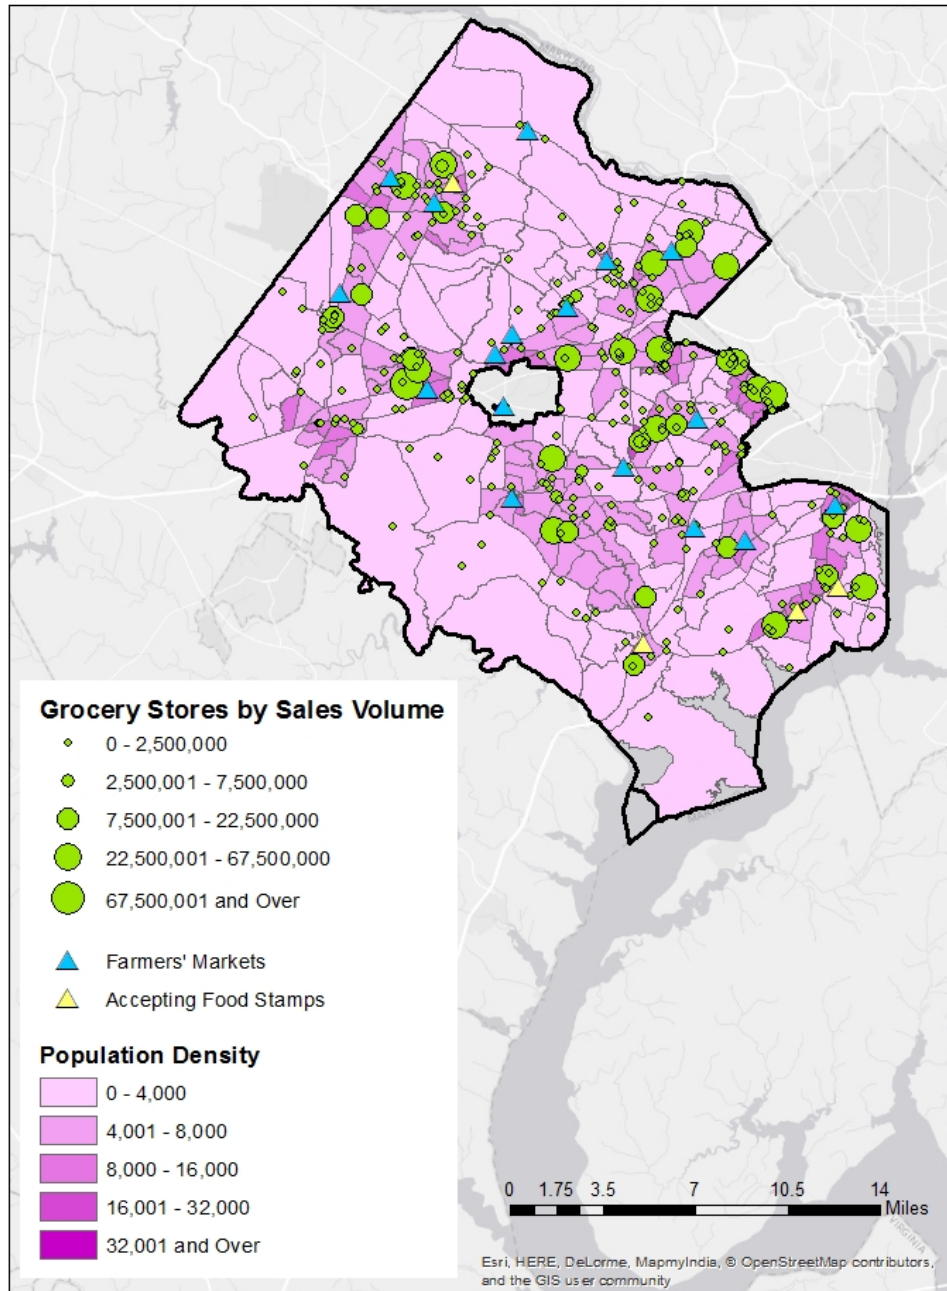 MARYLAND
Grocery Stores by Sales Volume
0 - 2,500,000
2,500,001 - 7,500,000
7,500,001 - 22,500,000
22,500,001 - 67,500,000
67,500,001 and Over
Farmers' Markets
Accepting Food Stamps
Population Density
0 - 4,000
4,001 - 8,000
8,000 - 16,000
16,001 - 32,000
32,001 and Over
0 1.75 3.5 7 10.5 14
Miles
VIRGINIA
Esri, HERE, DeLorme, MapmyIndia, © OpenStreetMap contributors,
and the GIS user community